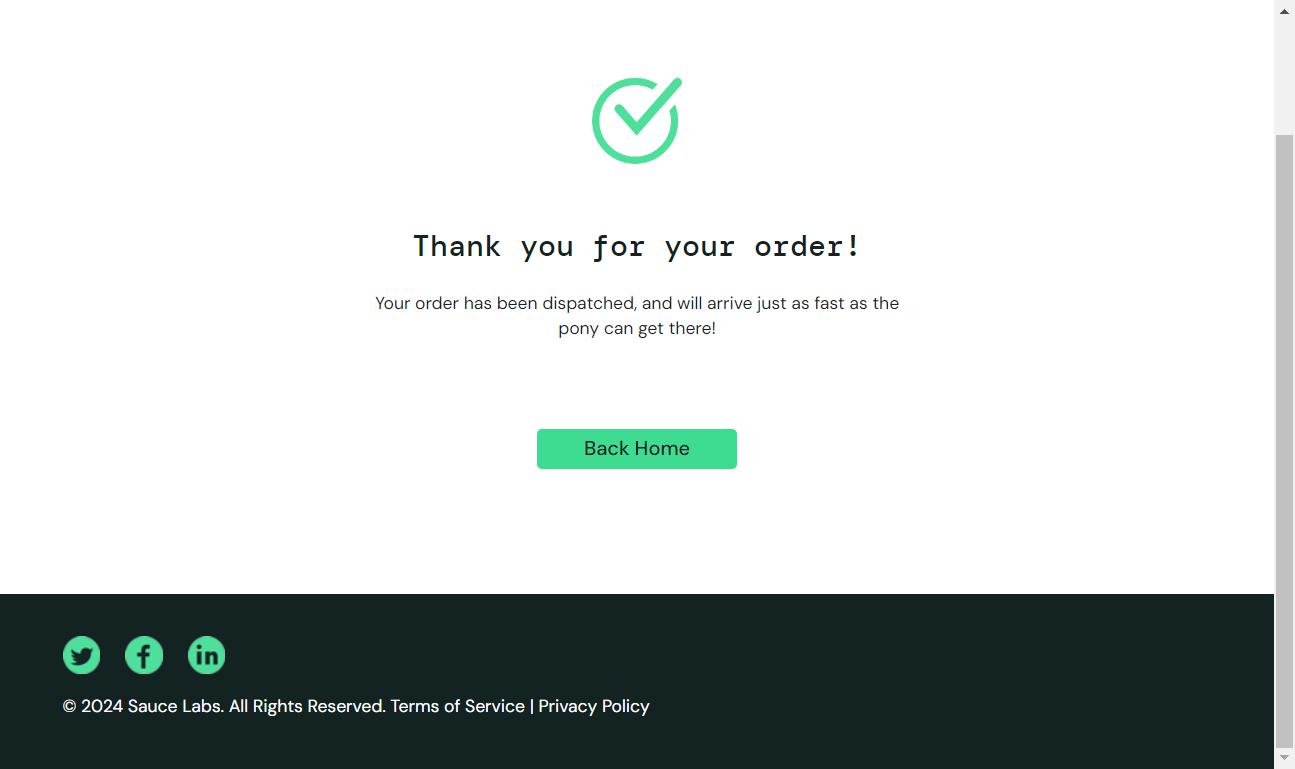 Thank you for your order!
Your order has been dispatched, and will arrive just as fast as the
pony can get there!
Back Home
© 2024 Sauce Labs. All Rights Reserved. Terms of Service | Privacy Policy